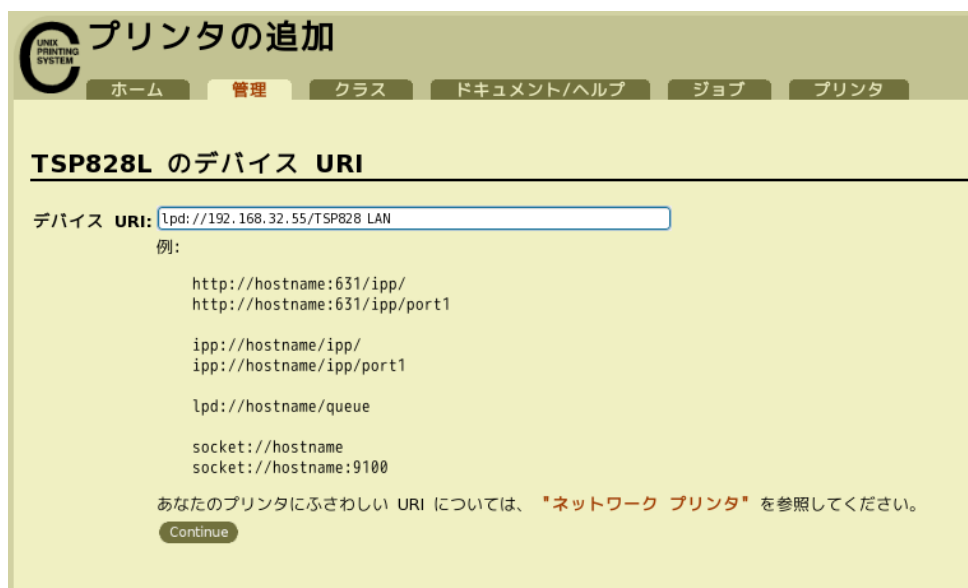 UNIX
PRINTING
SYSTEM
プリンタの追加
ホーム 管理 クラス ドキュメント/ヘルプ ジョブ プリンタ
TSP828L のデバイス URI
デバイス URI: lpd://192.168.32.55/TSP828 LAN
例:
http://hostname:631/ipp/
http://hostname:631/ipp/port1
ipp://hostname/ipp/
ipp://hostname/ipp/port1
lpd://hostname/queue
socket://hostname
socket://hostname:9100
あなたのプリンタにふさわしい URI については、 "ネットワーク プリンタ" を参照してください。
Continue